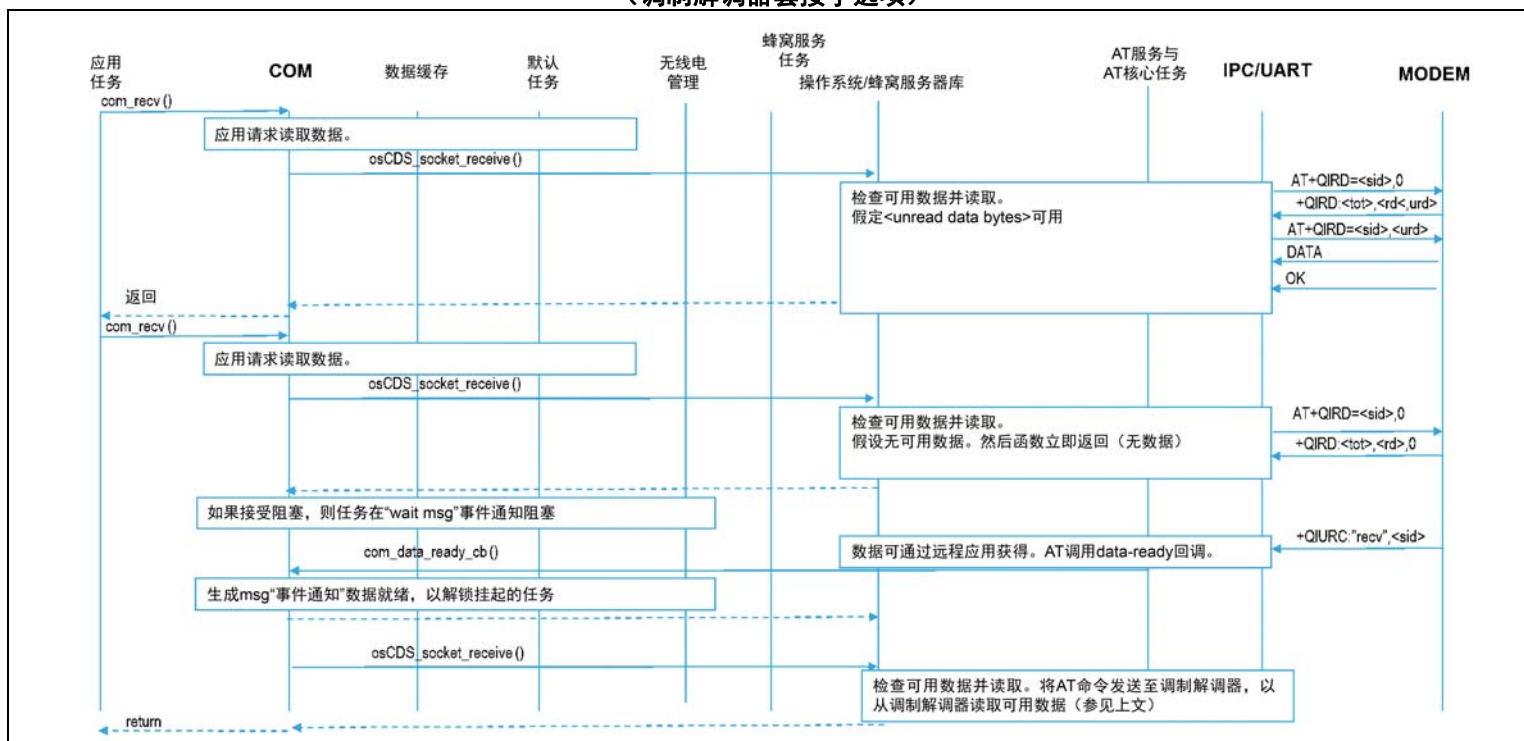 （调制解调器套接字选项）
应用
任务
COM
数据缓存
默认
任务
无线电
管理
蜂窝服务
任务
操作系统/蜂窝服务器库
AT服务与
AT核心任务
IPC/UART
MODEM
com_recv()
应用请求读取数据。
osCDS_socket_receive()
检查可用数据并读取。
假定<unread data bytes>可用
AT+QIRD=<sid>,0
+QIRD:<tot>,<rd<,urd>
AT+QIRD=<sid>,<urd>
DATA
OK
返回
com_recv()
应用请求读取数据。
osCDS_socket_receive()
检查可用数据并读取。
假设无可用数据。然后函数立即返回（无数据）
AT+QIRD=<sid>,0
+QIRD:<tot>,<rd>,0
如果接受阻塞，则任务在“wait msg”事件通知阻塞
com_data_ready_cb()
数据可通过远程应用获得。AT调用data-ready回调。
+QIURC:"recv",<sid>
生成msg“事件通知”数据就绪，以解锁挂起的任务
osCDS_socket_receive()
检查可用数据并读取。将AT命令发送至调制解调器，以
从调制解调器读取可用数据（参见上文）
return